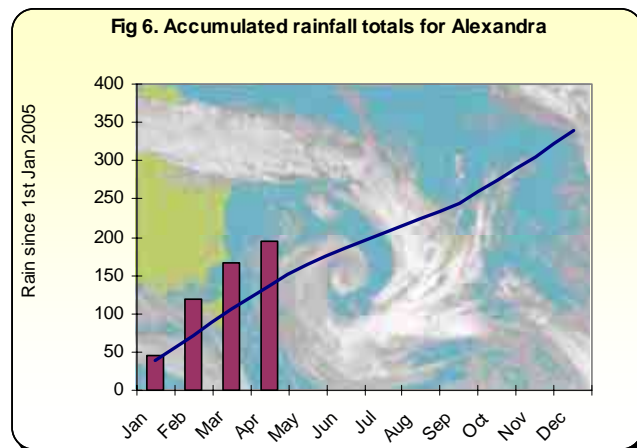 Fig 6. Accumulated rainfall totals for Alexandra
Rain since 1st Jan 2005
400
350
300
250
200
150
100
50
0
Jan
Feb
Mar
Apr
May
Jun
Jul
Aug
Sep
Oct
Nov
Dec